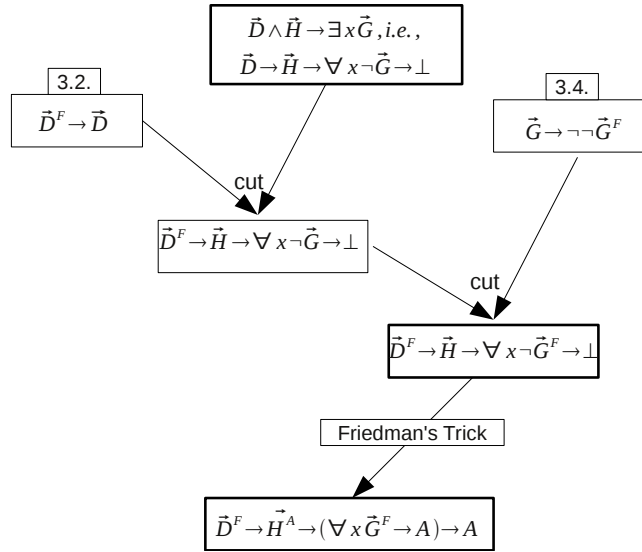 D⃗ ∧ H⃗ → ∃ x G⃗ , i.e.,
D⃗ → H⃗ → ∀ x ¬ G⃗ → ⊥
3.2.
D⃗^F → D⃗
3.4.
G⃗ → ¬¬ G⃗^F
cut
D⃗^F → H⃗ → ∀ x ¬ G⃗ → ⊥
cut
D⃗^F → H⃗ → ∀ x ¬ G⃗^F → ⊥
Friedman's Trick
D⃗^F → H⃗^A → (∀ x G⃗^F → A) → A